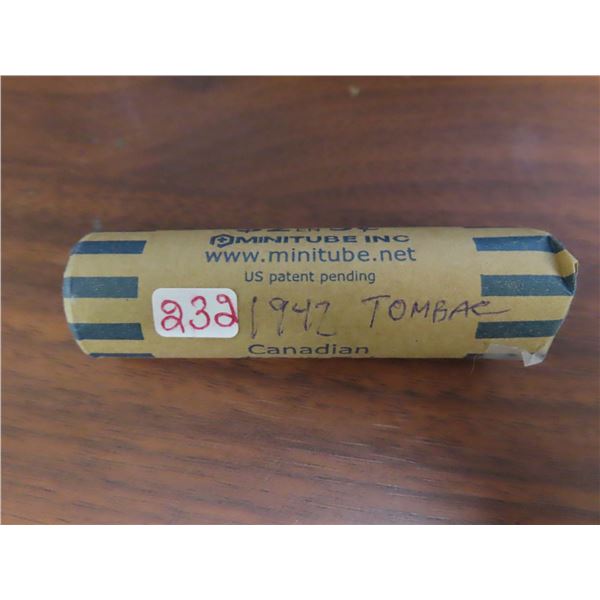 MINITUBE INC
www.minitube.net
US patent pending
232 1942 TOMBAC
Canadian